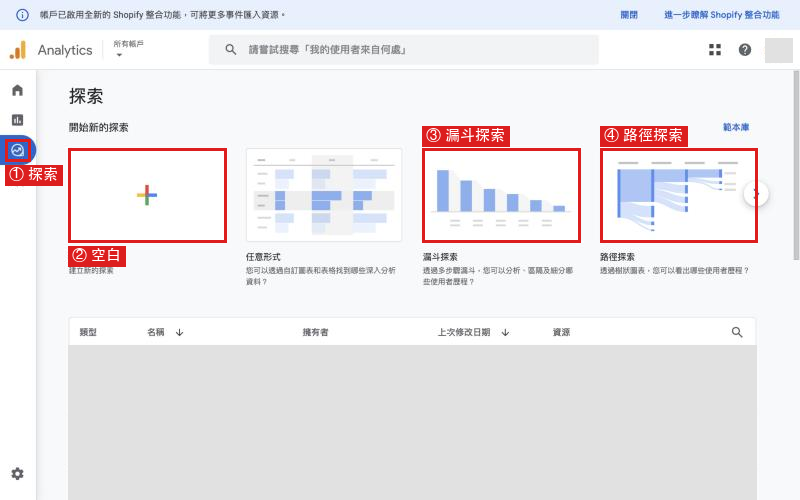 帳戶已啟用全新的 Shopify 整合功能，可將更多事件匯入資源。
關閉
進一步瞭解 Shopify 整合功能
Analytics
所有帳戶
請嘗試搜尋「我的使用者來自何處」
探索
開始新的探索
範本庫
① 探索
② 空白
③ 漏斗探索
④ 路徑探索
建立新的探索
任意形式
您可以透過自訂圖表和表格找到哪些深入分析
資料？
漏斗探索
透過多步驟漏斗，您可以分析、區隔及細分哪
些使用者歷程？
路徑探索
透過樹狀圖表，您可以看出哪些使用者歷程？
類型
名稱
擁有者
上次修改日期
資源